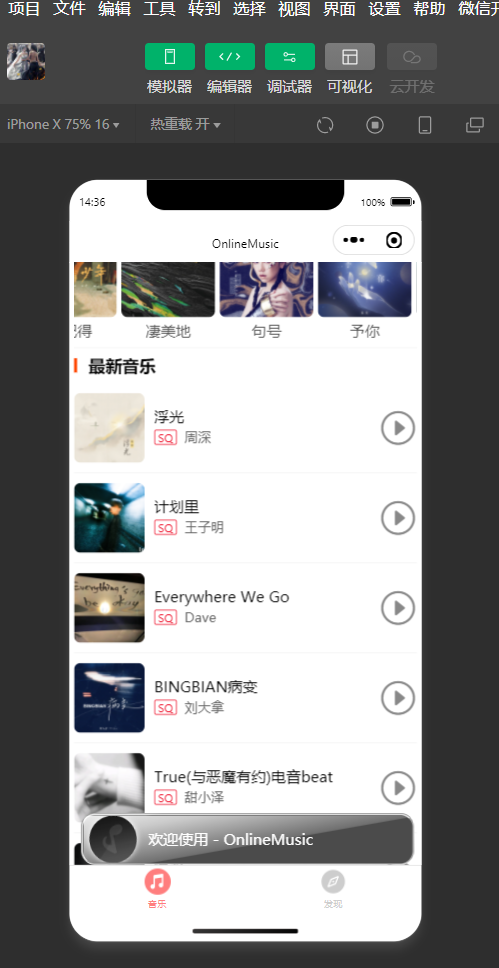 项目 文件 编辑 工具 转到 选择 视图 界面 设置 帮助 微信开
模拟器 编辑器 调试器 可视化 云开发
iPhone X 75% 16 热重载 开
14:36 100%
OnlineMusic
得 凄美地 句号 予你
最新音乐
浮光
SQ 周深
计划里
SQ 王子明
Everywhere We Go
SQ Dave
BINGBIAN病变
SQ 刘大拿
True(与恶魔有约)电音beat
SQ 甜小泽
欢迎使用 - OnlineMusic
音乐 发现